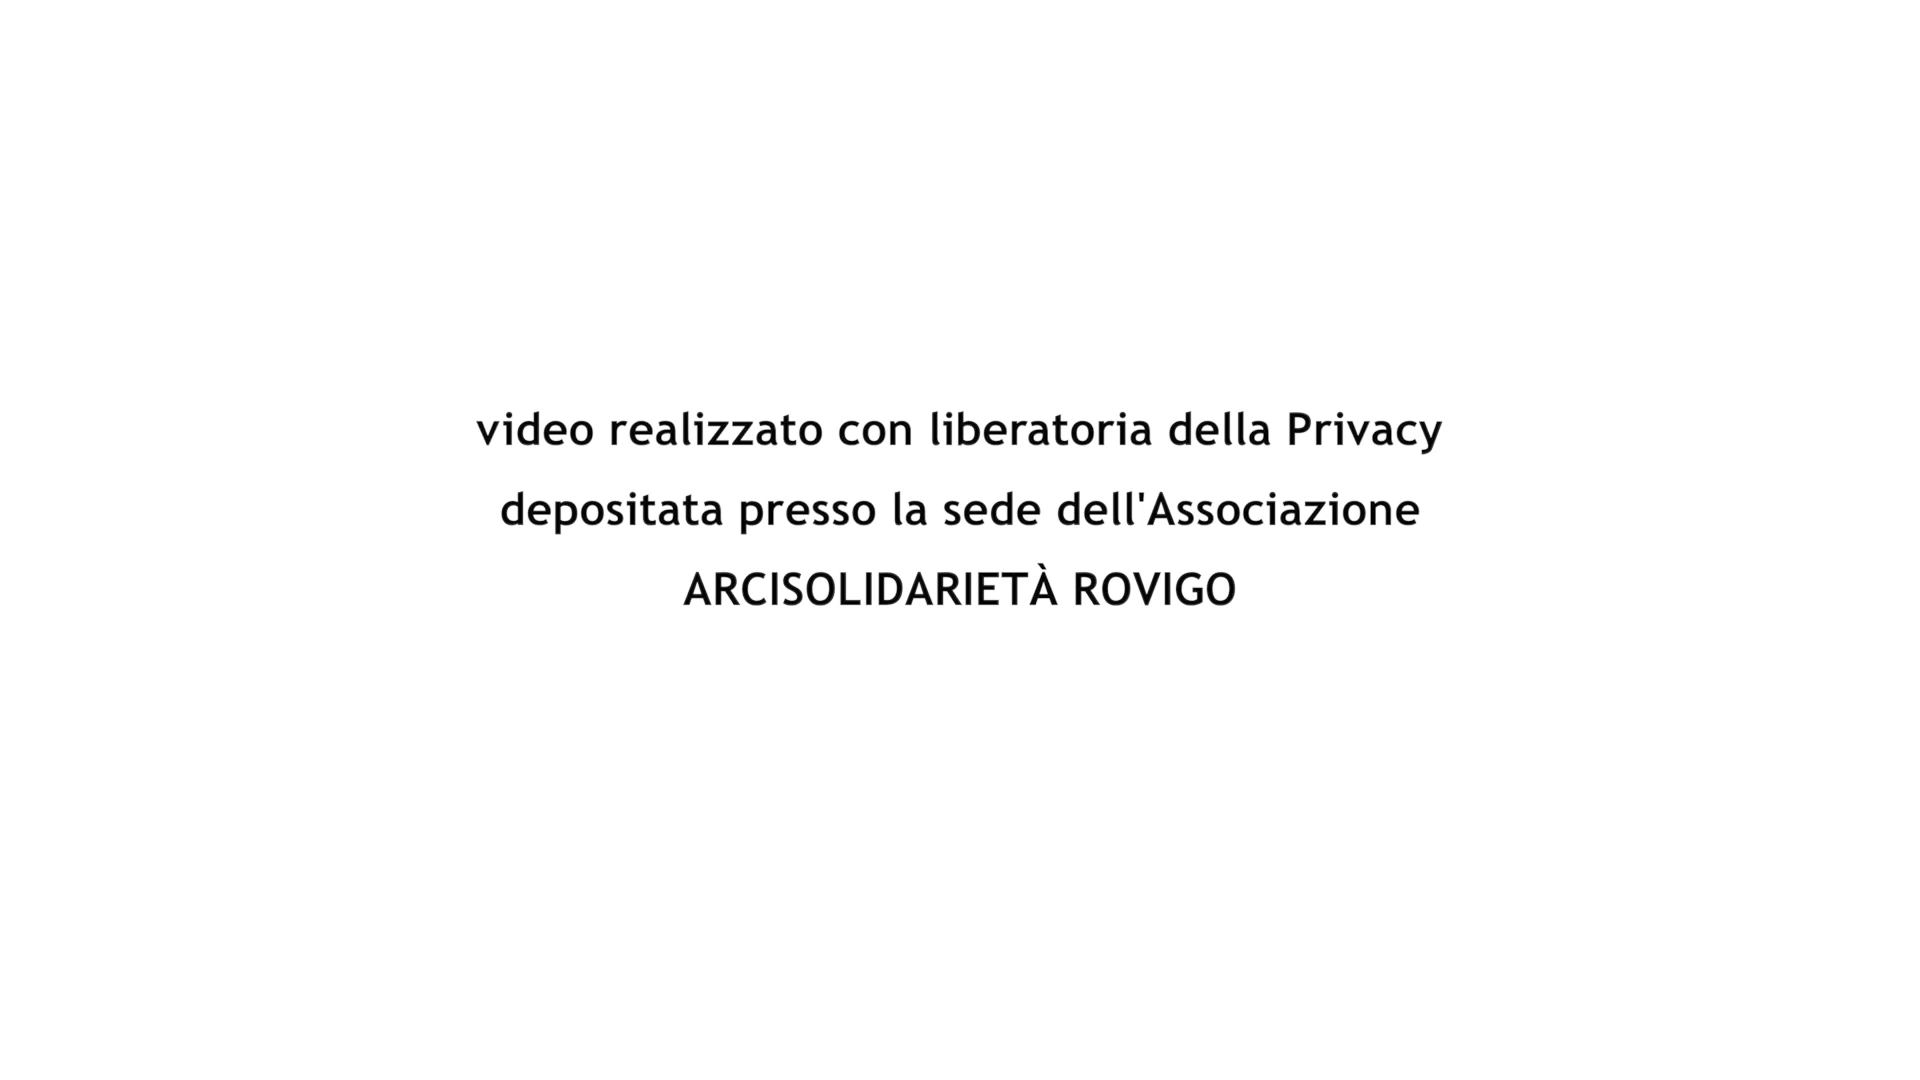 video realizzato con liberatoria della Privacy
depositata presso la sede dell'Associazione
ARCISOLIDARIETÀ ROVIGO